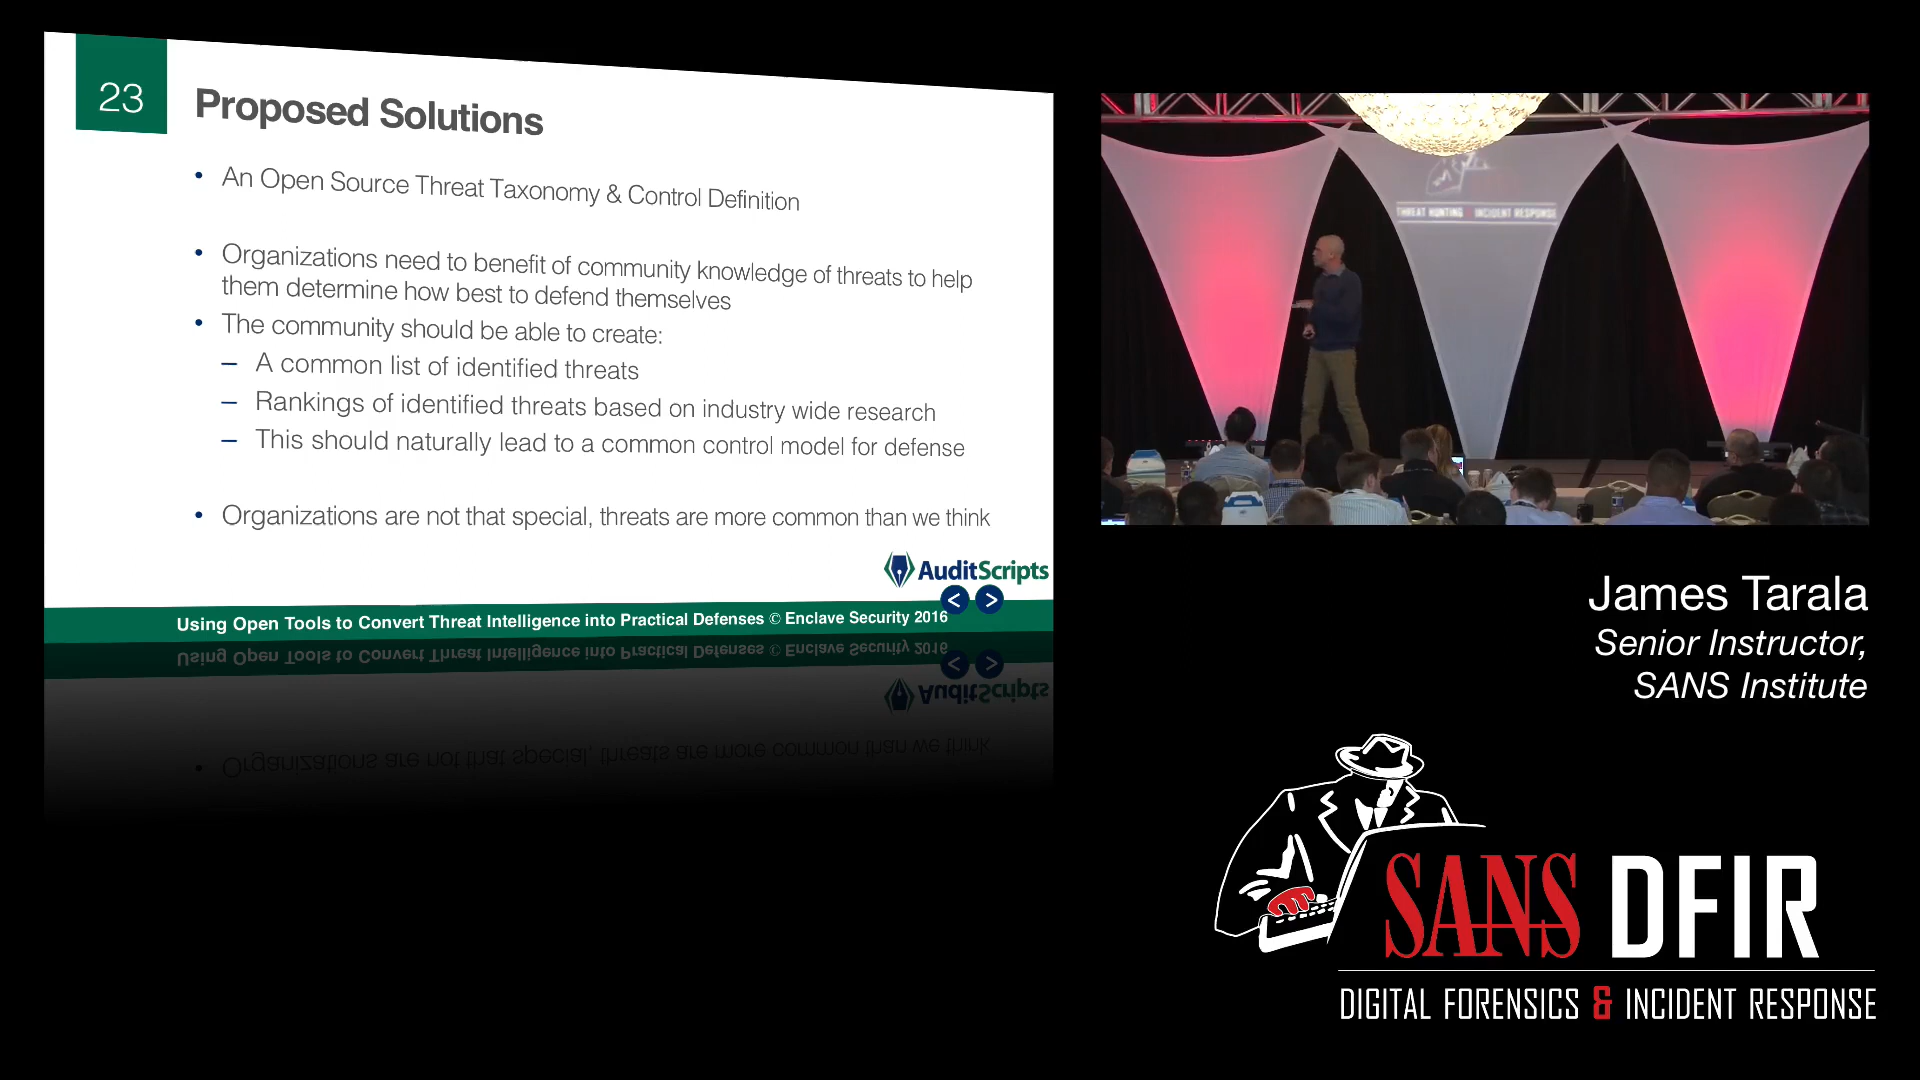 23
Proposed Solutions
• An Open Source Threat Taxonomy & Control Definition
• Organizations need to benefit of community knowledge of threats to help
them determine how best to defend themselves
• The community should be able to create:
– A common list of identified threats
– Rankings of identified threats based on industry wide research
– This should naturally lead to a common control model for defense
• Organizations are not that special, threats are more common than we think
AuditScripts
< >
Using Open Tools to Convert Threat Intelligence into Practical Defenses © Enclave Security 2016
THREAT HUNTING & INCIDENT RESPONSE
James Tarala
Senior Instructor,
SANS Institute
SANS DFIR
DIGITAL FORENSICS & INCIDENT RESPONSE